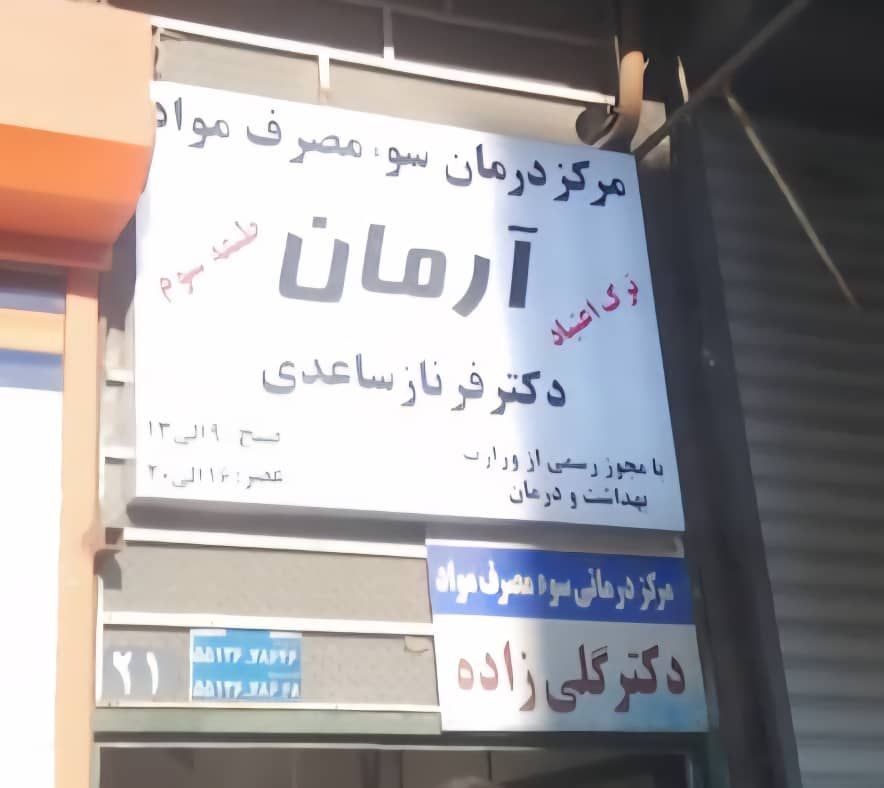 مرکز درمان سوء مصرف مواد
آرمان
ترک اعتیاد
طبقه سوم
دکتر فرناز ساعدی
صبح ۹ الی ۱۳
عصر: ۱۶ الی ۲۰
با مجوز رسمی از وزارت
بهداشت و درمان
مرکز درمانی سوء مصرف مواد
دکتر گلی زاده
۲۱